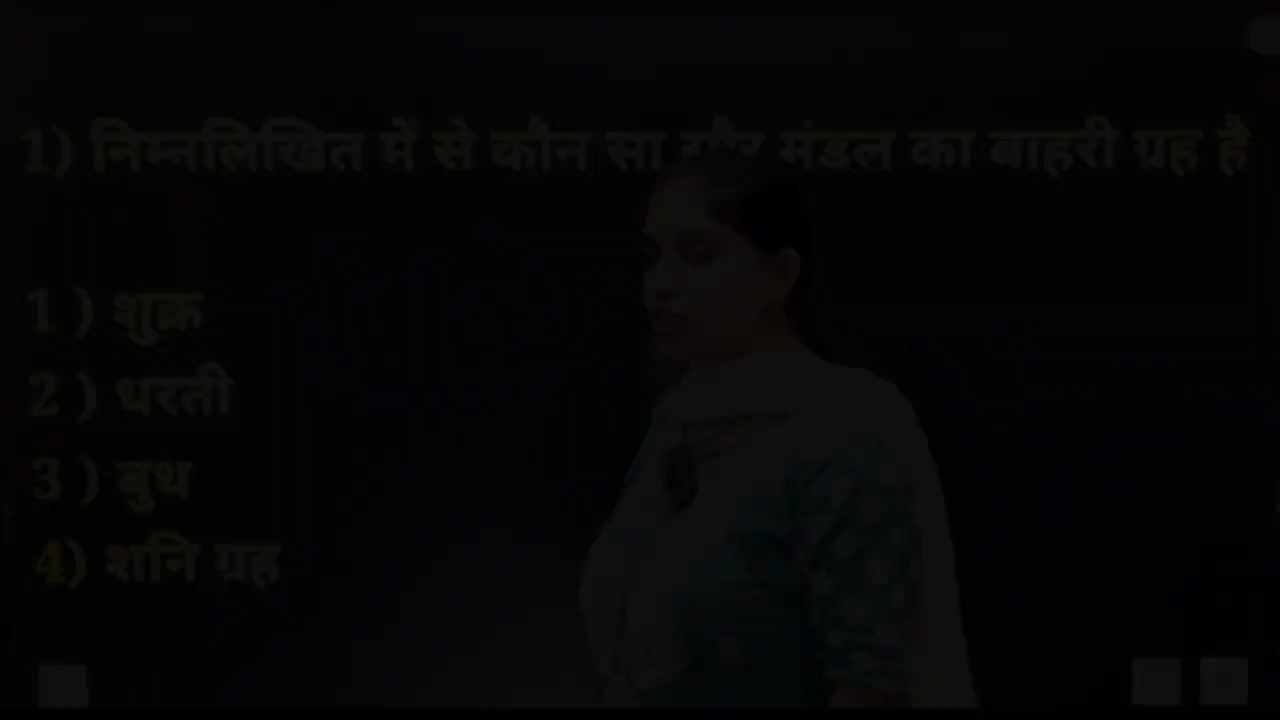 1) निम्नलिखित में से कौन सा सौर मंडल का बाहरी ग्रह है
1 ) शुक्र
2 ) धरती
3 ) बुध
4) शनि ग्रह